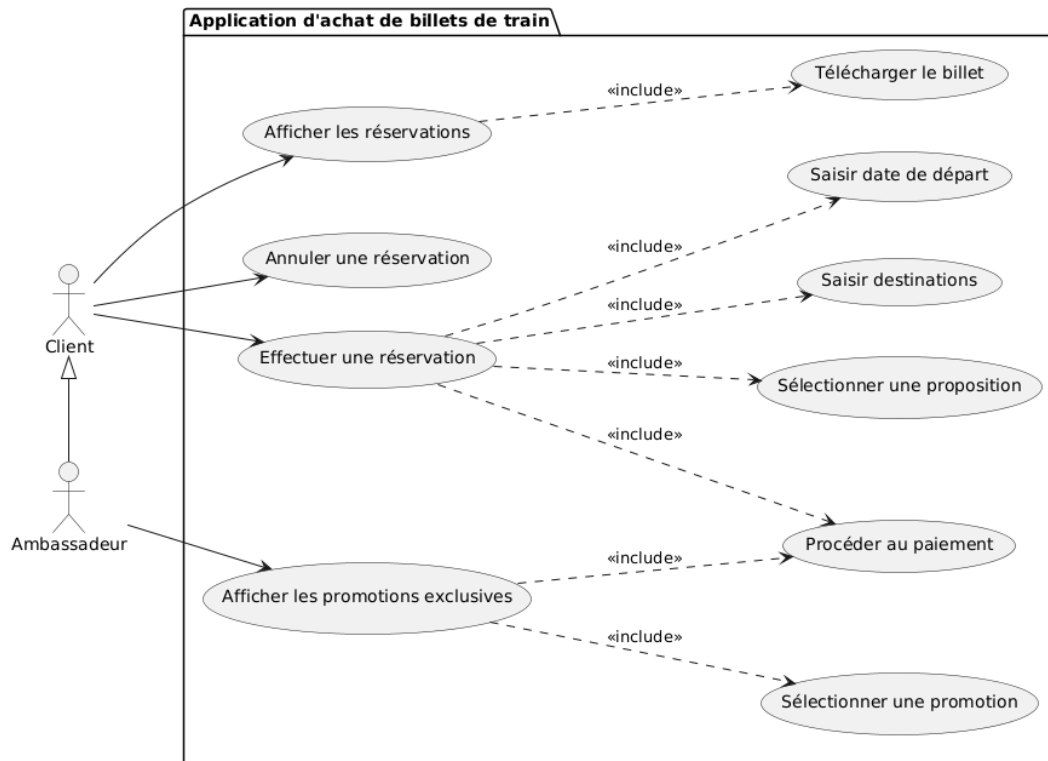 Application d'achat de billets de train
Télécharger le billet
«include»
Afficher les réservations
Saisir date de départ
«include»
Annuler une réservation
Saisir destinations
«include»
Client
Effectuer une réservation
«include»
Sélectionner une proposition
«include»
Ambassadeur
Procéder au paiement
«include»
Afficher les promotions exclusives
«include»
Sélectionner une promotion